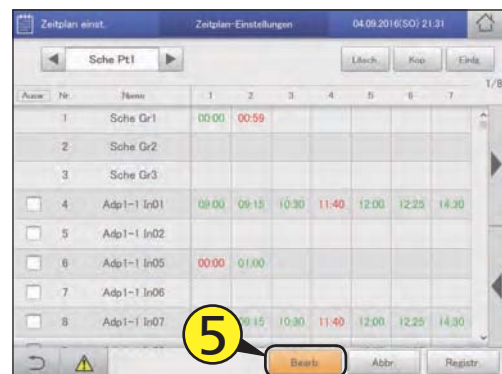 Zeitplan einst. Zeitplan-Einstellungen 04.09.2016(SO) 21:31
Sche Pt1 Lösch. Kop. Einfg.
1/8
Ausw. Nr. Name 1 2 3 4 5 6 7
1 Sche Gr1 00:00 00:59
2 Sche Gr2
3 Sche Gr3
4 Adp1-1 In01 09:00 09:15 10:30 11:40 12:00 12:25 14:30
5 Adp1-1 In02
6 Adp1-1 In05 00:00 01:00
7 Adp1-1 In06
8 Adp1-1 In07 09:15 10:30 11:40 12:00 12:25 14:30
5
Bearb. Abbr. Registr.